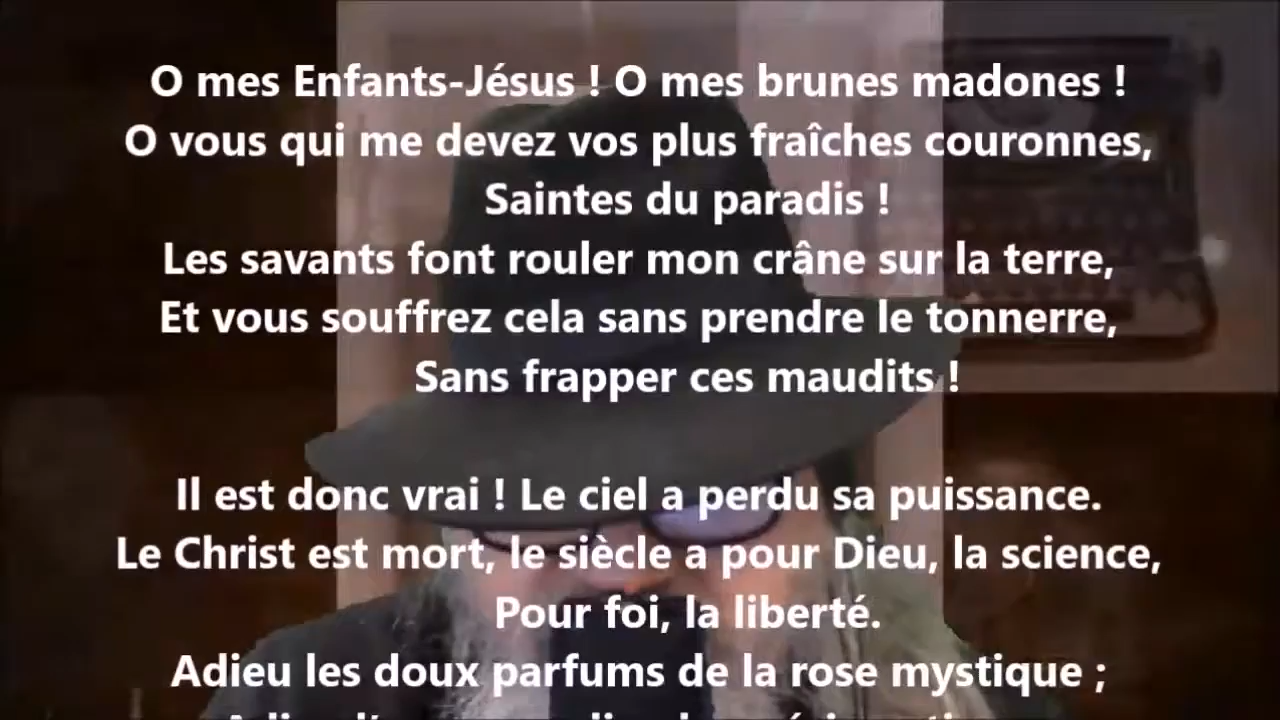 O mes Enfants-Jésus ! O mes brunes madones !
O vous qui me devez vos plus fraîches couronnes,
Saintes du paradis !
Les savants font rouler mon crâne sur la terre,
Et vous souffrez cela sans prendre le tonnerre,
Sans frapper ces maudits !
Il est donc vrai ! Le ciel a perdu sa puissance.
Le Christ est mort, le siècle a pour Dieu, la science,
Pour foi, la liberté.
Adieu les doux parfums de la rose mystique ;